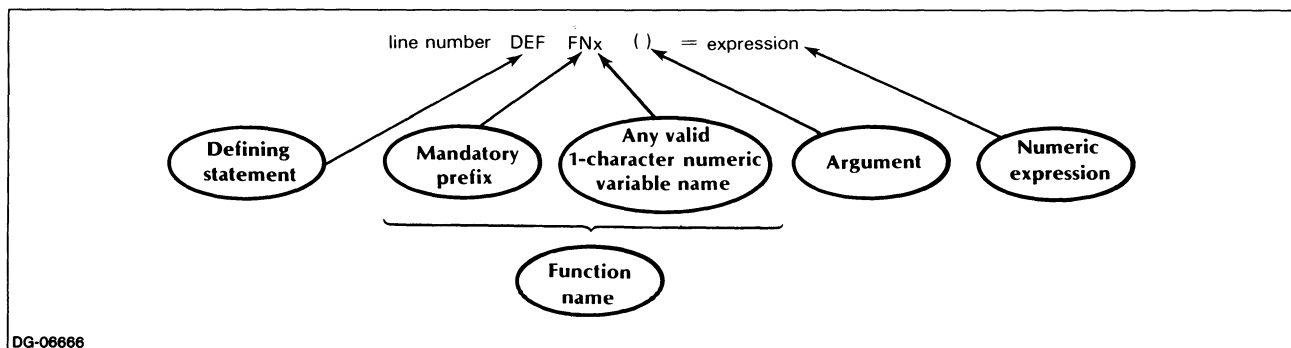 line number DEF FNx () = expression
Defining
statement
Mandatory
prefix
Any valid
1-character numeric
variable name
Argument
Numeric
expression
Function
name
DG-06666